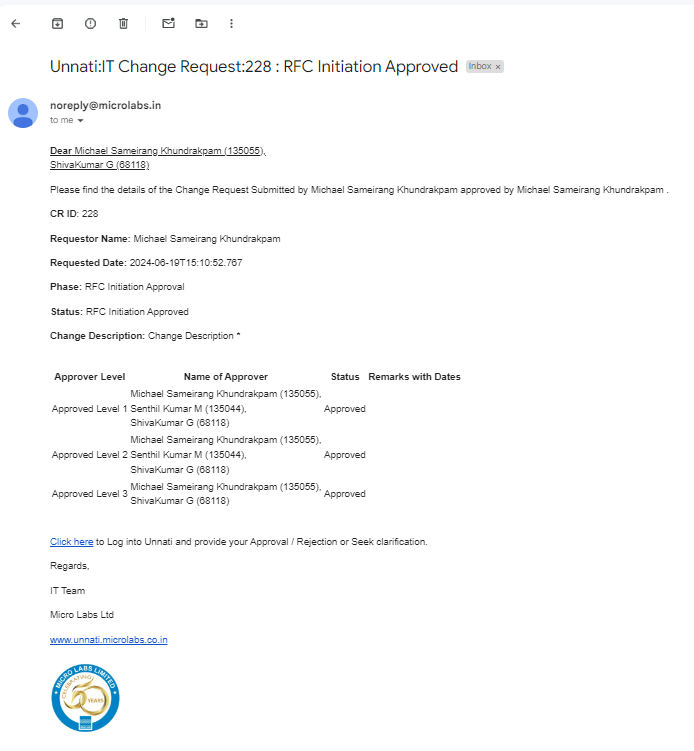 Unnati:IT Change Request:228 : RFC Initiation Approved Inbox ×
noreply@microlabs.in
to me
Dear Michael Sameirang Khundrakpam (135055),
ShivaKumar G (68118)
Please find the details of the Change Request Submitted by Michael Sameirang Khundrakpam approved by Michael Sameirang Khundrakpam .
CR ID: 228
Requestor Name: Michael Sameirang Khundrakpam
Requested Date: 2024-06-19T15:10:52.767
Phase: RFC Initiation Approval
Status: RFC Initiation Approved
Change Description: Change Description *
Approver Level Name of Approver Status Remarks with Dates
Michael Sameirang Khundrakpam (135055),
Approved Level 1 Senthil Kumar M (135044), Approved
ShivaKumar G (68118)
Michael Sameirang Khundrakpam (135055),
Approved Level 2 Senthil Kumar M (135044), Approved
ShivaKumar G (68118)
Michael Sameirang Khundrakpam (135055),
Approved Level 3 Approved
ShivaKumar G (68118)
Click here to Log into Unnati and provide your Approval / Rejection or Seek clarification.
Regards,
IT Team
Micro Labs Ltd
www.unnati.microlabs.co.in
MICRO LABS LIMITED
CELEBRATING
50 YEARS